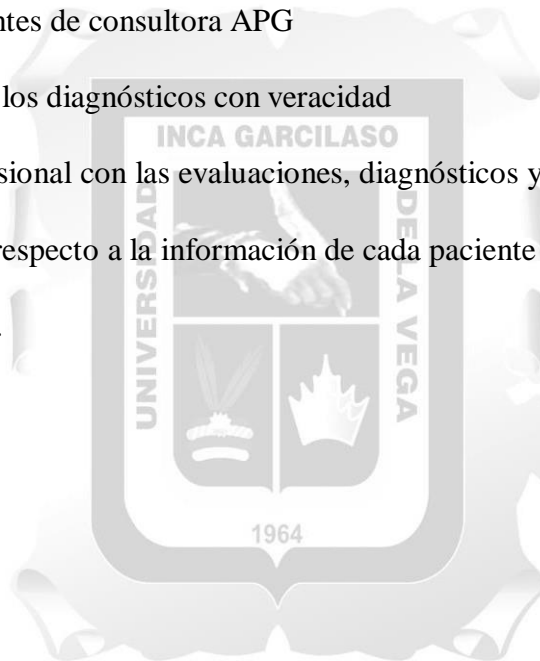 ntes de consultora APG
los diagnósticos con veracidad
INCA GARCILASO
sional con las evaluaciones, diagnósticos y
respecto a la información de cada paciente
UNIVERSIDAD
DE LA VEGA
1964